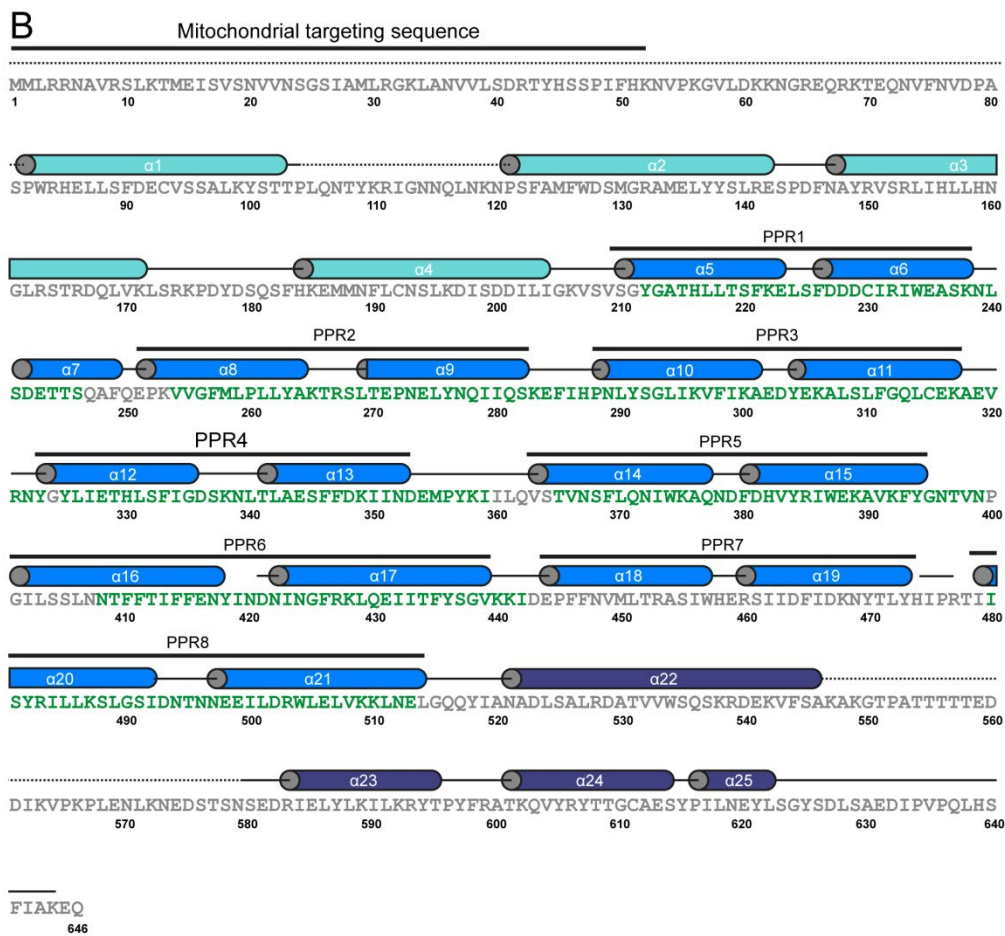 B
Mitochondrial targeting sequence
MMLRRNAVRSLKTMEISVSNVVNSGSIAMLRGKLANVVLSDRTYHSSPIFHKNVPKGVLDKKNGREQRKTEQNVFNVDPA
1 10 20 30 40 50 60 70 80
α1 α2 α3
SPWRHELLSFDECVSSALKYSTTPLQNTYKRIGNNQLNKNPSFAMFWDSMGRAMELYYSLRESPDFNAYRVSRLIHLLHN
90 100 110 120 130 140 150 160
PPR1
α4 α5 α6
GLRSTRDQLVKLSRKPDYDSQSFHKEMMNFLCNSLKDISDDILIGKVSVSGYGATHLLTSFKELSFDDDCIRIWEASKNL
170 180 190 200 210 220 230 240
PPR2 PPR3
α7 α8 α9 α10 α11
SDETTSQAFQEPKVVGFMLPLLYAKTRSLTEPNELYNQIIQSKEFIHPNLYSGLIKVFIKAEDYEKALSLFGQLCEKAEV
250 260 270 280 290 300 310 320
PPR4 PPR5
α12 α13 α14 α15
RNYGYLIETHLSFIGDSKNLTLAESFFDKIINDEMPYKIILQVSTVNSFLQNIWKAQNDFDHVYRIWEKAVKFYGNTVNP
330 340 350 360 370 380 390 400
PPR6 PPR7
α16 α17 α18 α19
GILSSLNNTFFTIFFENYINDNINGFRKLQEIITFYSGVKKIDEPFFNVMLTRASIWHERSIIDFIDKNYTLYHIPRTII
410 420 430 440 450 460 470 480
PPR8
α20 α21 α22
SYRILLKSLGSIDNTNNEEILDRWLELVKKLNELGQQYIANADLSALRDATVVWSQSKRDEKVFSAKAKGTPATTTTTED
490 500 510 520 530 540 550 560
α23 α24 α25
DIKVPKPLENLKNEDSTSNSEDRIELYLKILKRYTPYFRATKQVYRYTTGCAESYPILNEYLSGYSDLSAEDIPVPQLHS
570 580 590 600 610 620 630 640
FIAKEQ
646